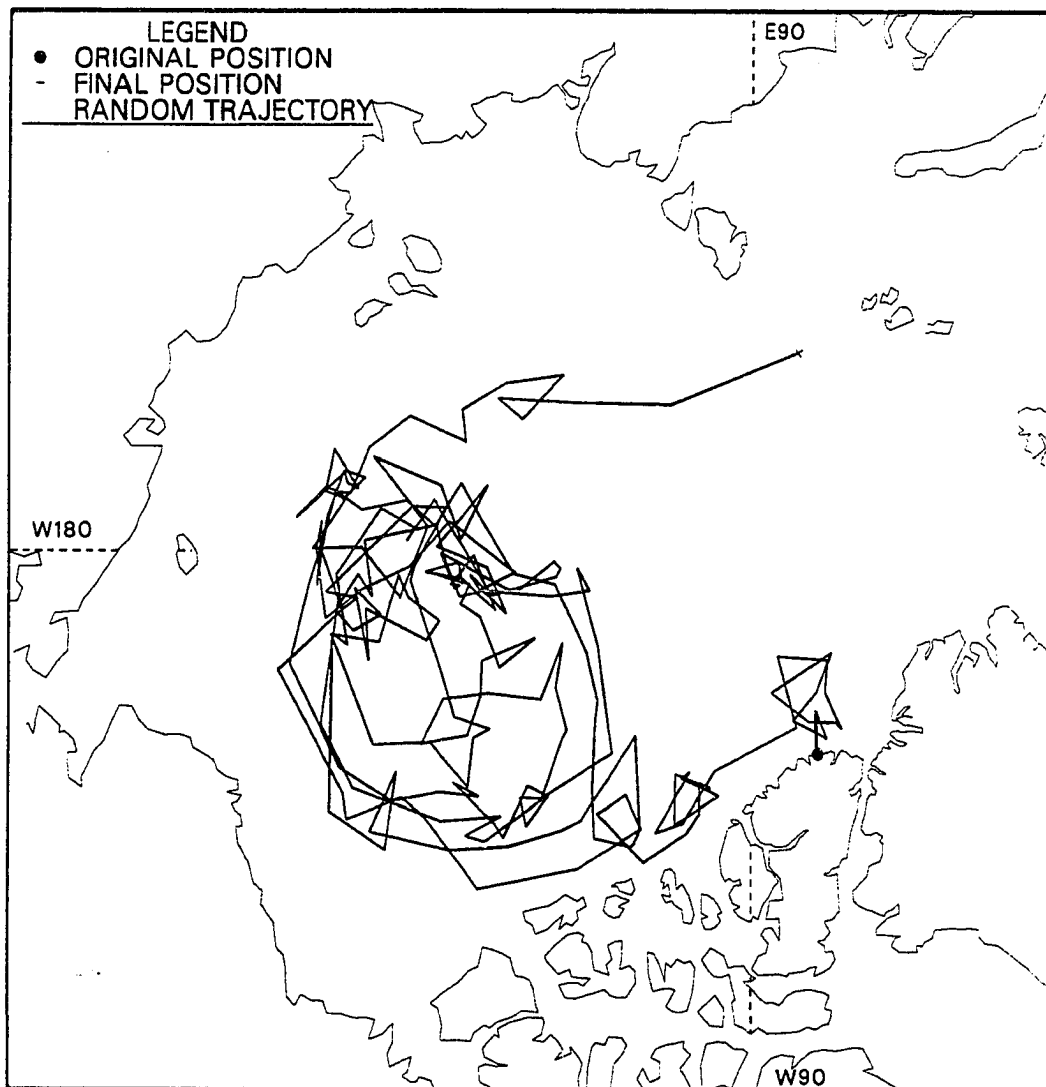 LEGEND
● ORIGINAL POSITION
- FINAL POSITION
RANDOM TRAJECTORY
E90
W180
W90